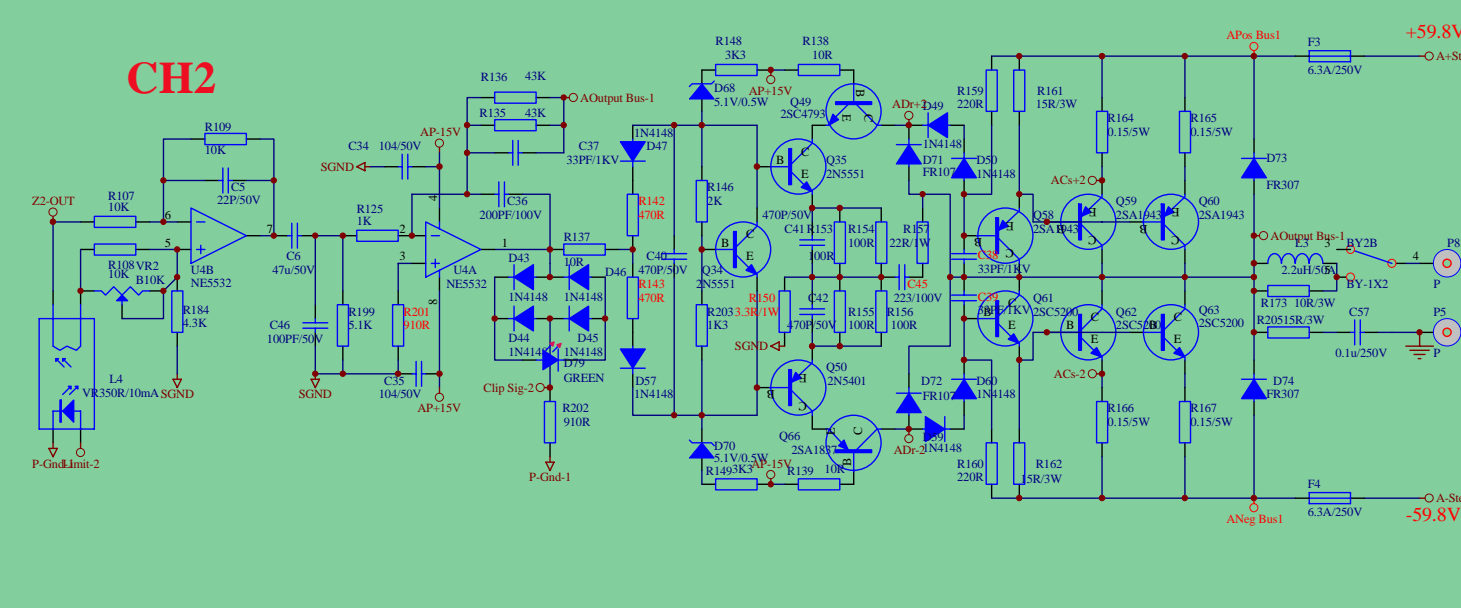 CH2
R109
10K
C5
22P/50V
Z2-OUT
R107
10K
6
5
7
U4B
NE5532
R108
10K
VR2
B10K
R184
4.3K
L4
VR350R/10mA
SGND
P-Gnd-1
Limit-2
C6
47u/50V
C46
100PF/50V
SGND
R125
1K
R199
5.1K
R201
910R
C35
104/50V
AP+15V
C34
104/50V
SGND
AP-15V
2
3
4
8
1
U4A
NE5532
R136
43K
R135
43K
AOutput Bus-1
C37
33PF/1KV
C36
200PF/100V
R137
10R
D43
1N4148
D46
1N4148
D44
1N4148
D45
1N4148
D79
GREEN
Clip Sig-2
R202
910R
P-Gnd-1
1N4148
D47
R142
470R
R143
470R
D57
1N4148
C40
470P/50V
R148
3K3
D68
5.1V/0.5W
AP+15V
R138
10R
R146
2K
Q34
2N5551
B
C
E
R203
1K3
D70
5.1V/0.5W
R149
3K3
AP-15V
R139
10R
Q49
2SC4793
B
E
C
Q35
2N5551
B
C
E
470P/50V
C41
R153
100R
R154
100R
R157
22R/1W
R150
3.3R/1W
SGND
C42
470P/50V
R155
100R
R156
100R
C45
223/100V
Q50
2N5401
B
E
C
Q66
2SA1837
E
C
B
ADr+2
D49
1N4148
D71
FR107
D50
1N4148
C38
33PF/1KV
C39
33PF/1KV
D72
FR107
D60
1N4148
ADr-2
D59
1N4148
R159
220R
R161
15R/3W
R160
220R
R162
15R/3W
Q58
2SA1943
B
E
C
Q61
2SC5200
B
C
E
R164
0.15/5W
R165
0.15/5W
ACs+2
Q59
2SA1943
B
E
C
Q60
2SA1943
B
E
C
Q62
2SC5200
B
C
E
Q63
2SC5200
B
C
E
ACs-2
R166
0.15/5W
R167
0.15/5W
APos Bus1
F3
6.3A/250V
+59.8V
A+St
D73
FR307
AOutput Bus-1
L3
2.2uH/50A
3
5
BY2B
4
BY-1X2
P8
P
R173
10R/3W
R205
15R/3W
C57
0.1u/250V
P5
P
D74
FR307
F4
6.3A/250V
A-Ste
-59.8V
ANeg Bus1